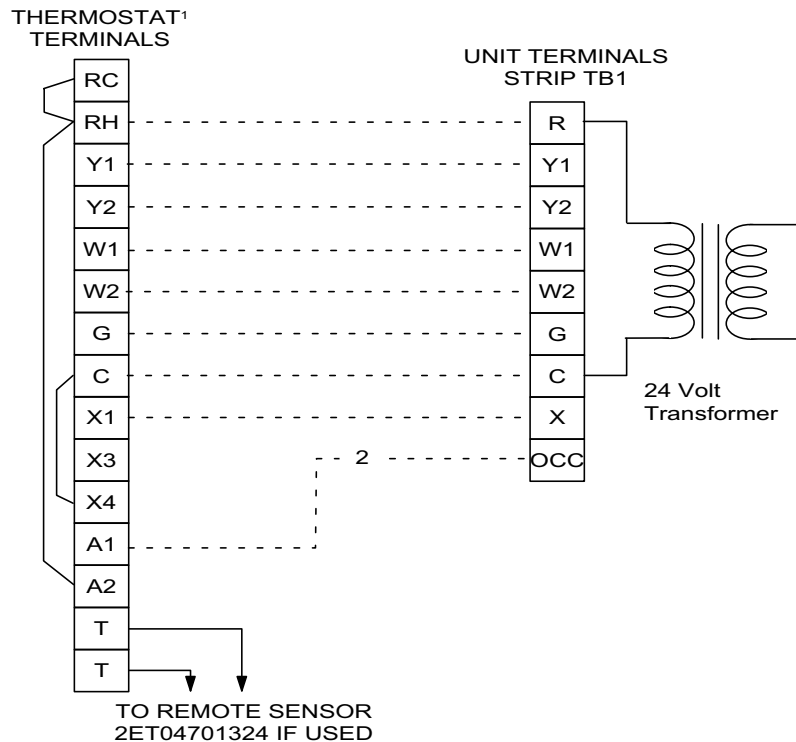 THERMOSTAT¹
TERMINALS
UNIT TERMINALS
STRIP TB1
RC
RH
Y1
Y2
W1
W2
G
C
X1
X3
X4
A1
A2
T
T
R
Y1
Y2
W1
W2
G
C
X
OCC
2
24 Volt
Transformer
TO REMOTE SENSOR
2ET04701324 IF USED